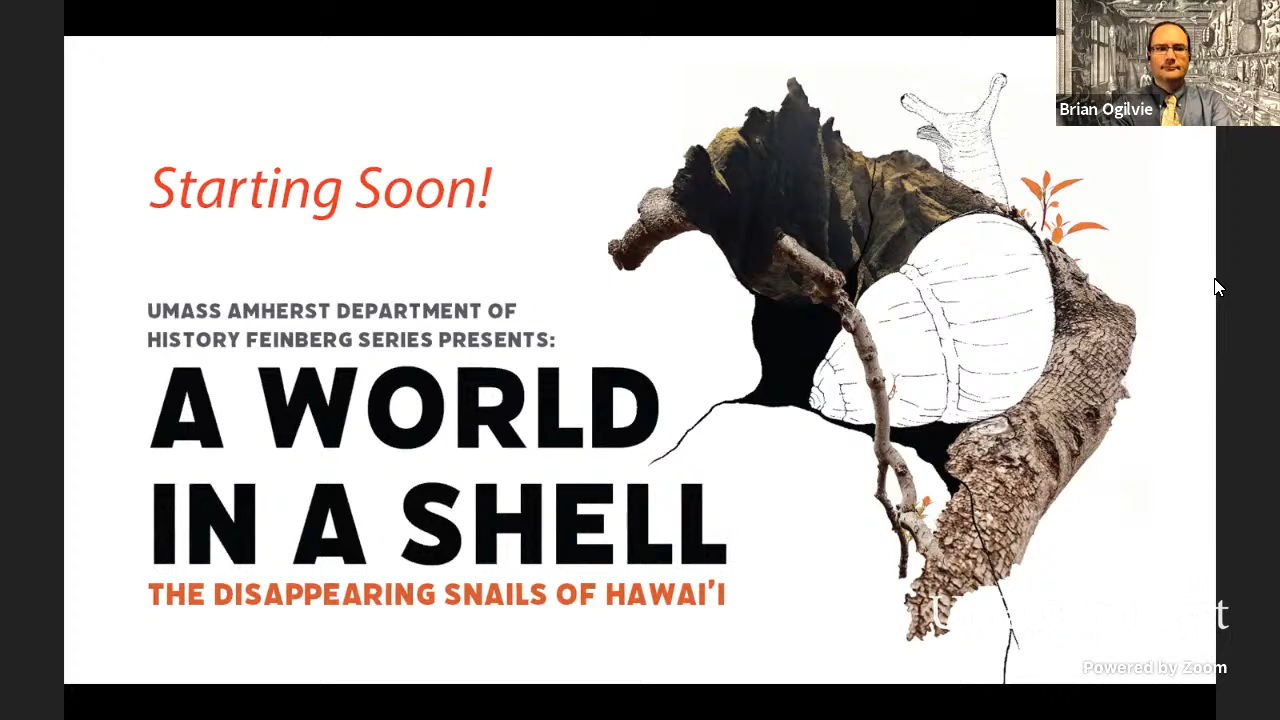 Brian Ogilvie
Starting Soon!
UMASS AMHERST DEPARTMENT OF
HISTORY FEINBERG SERIES PRESENTS:
A WORLD
IN A SHELL
THE DISAPPEARING SNAILS OF HAWAI'I
Powered by Zoom